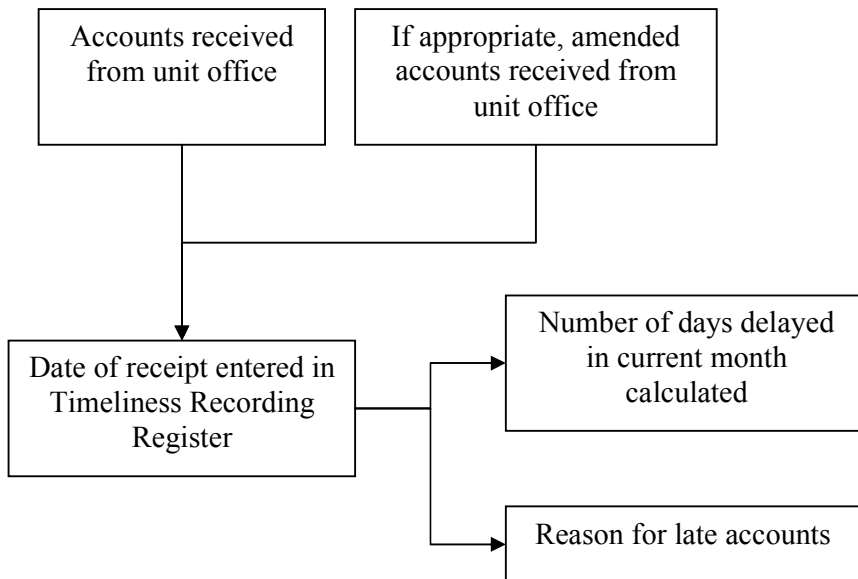 Accounts received
from unit office
If appropriate, amended
accounts received from
unit office
Date of receipt entered in
Timeliness Recording
Register
Number of days delayed
in current month
calculated
Reason for late accounts